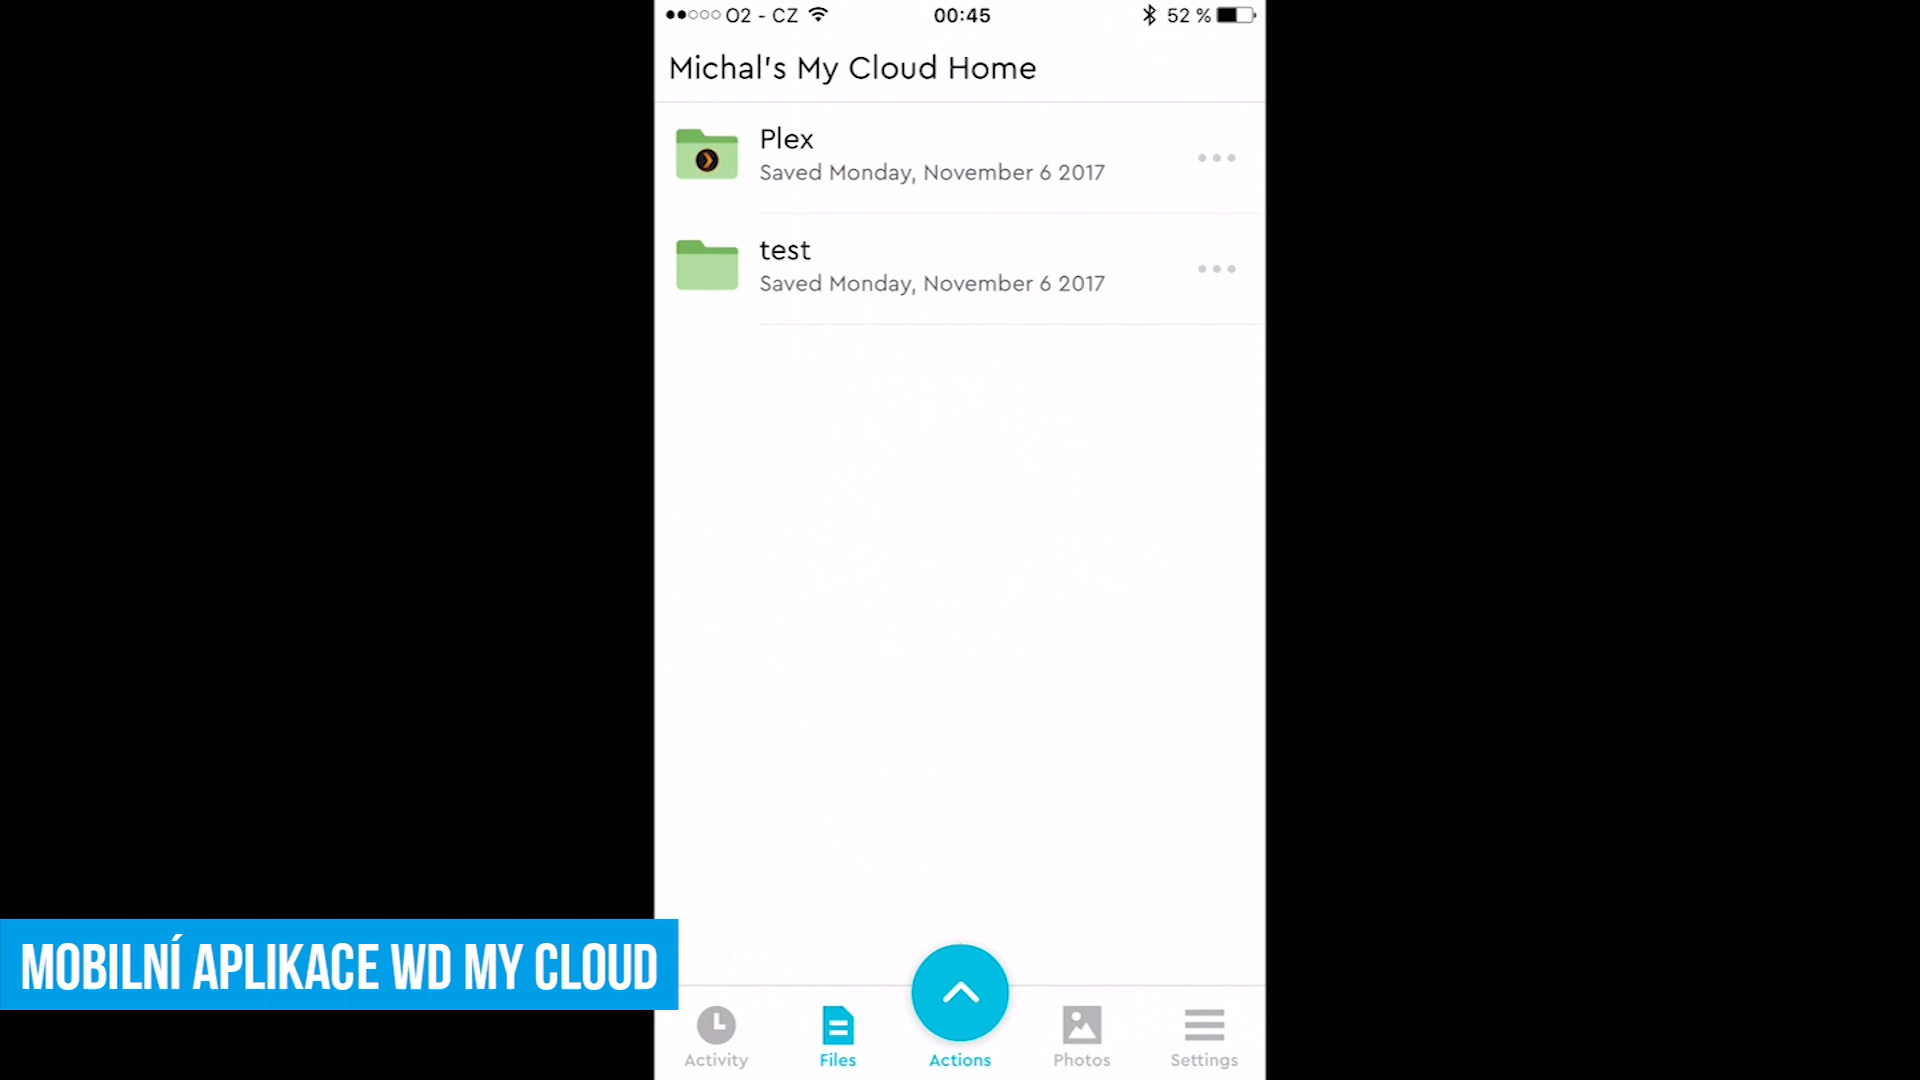 O2 - CZ 00:45 52 %
Michal's My Cloud Home
Plex
Saved Monday, November 6 2017
test
Saved Monday, November 6 2017
MOBILNÍ APLIKACE WD MY CLOUD
Activity Files Actions Photos Settings